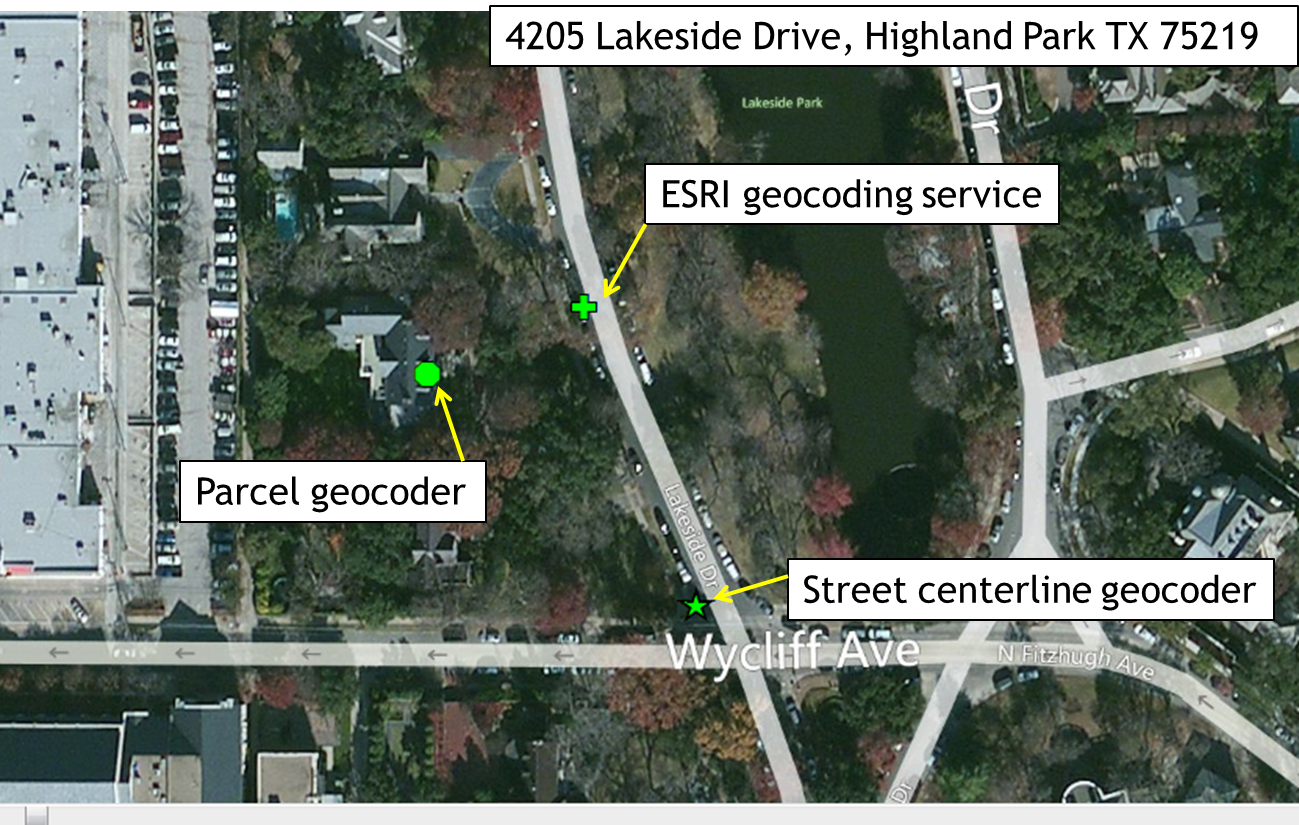 4205 Lakeside Drive, Highland Park TX 75219
Dr
Lakeside Park
ESRI geocoding service
Parcel geocoder
Lakeside Dr
Street centerline geocoder
Wycliff Ave
N Fitzhugh Ave
Dr